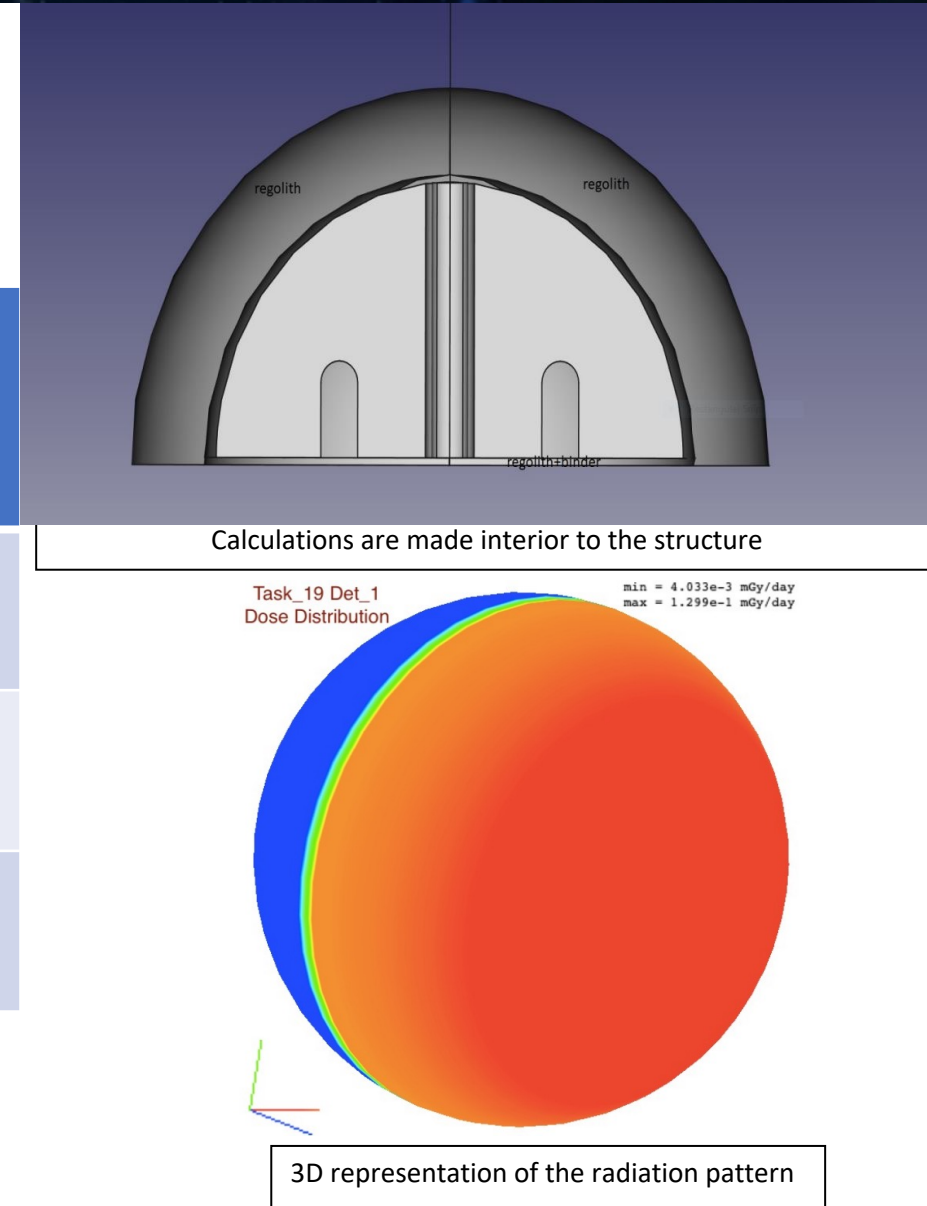 regolith
regolith
regolith+binder
Calculations are made interior to the structure
Task_19 Det_1
Dose Distribution
min = 4.033e-3 mGy/day
max = 1.299e-1 mGy/day
3D representation of the radiation pattern